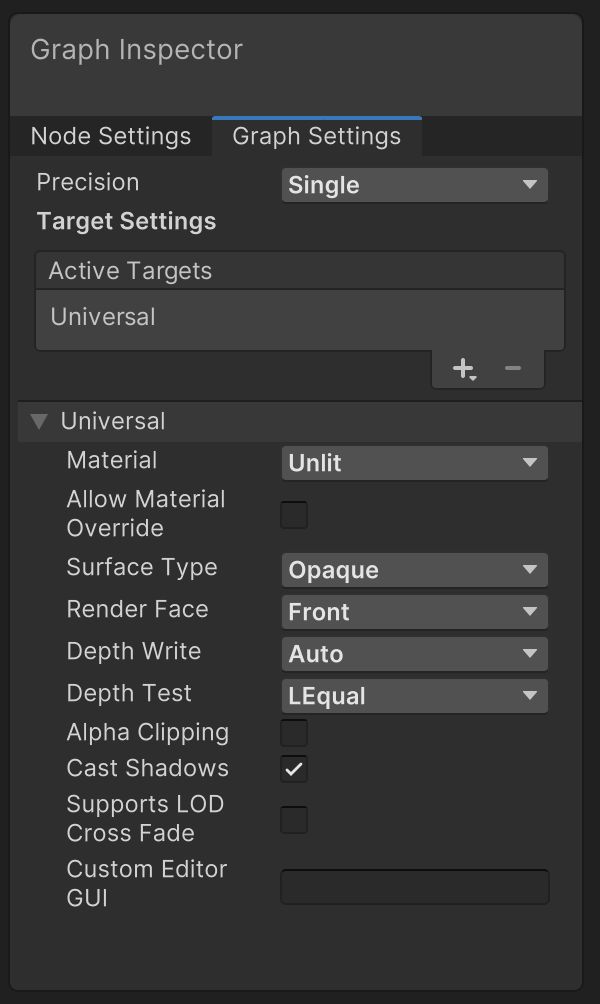 Graph Inspector
Node Settings Graph Settings
Precision Single
Target Settings
Active Targets
Universal
Universal
Material Unlit
Allow Material
Override
Surface Type Opaque
Render Face Front
Depth Write Auto
Depth Test LEqual
Alpha Clipping
Cast Shadows
Supports LOD
Cross Fade
Custom Editor
GUI